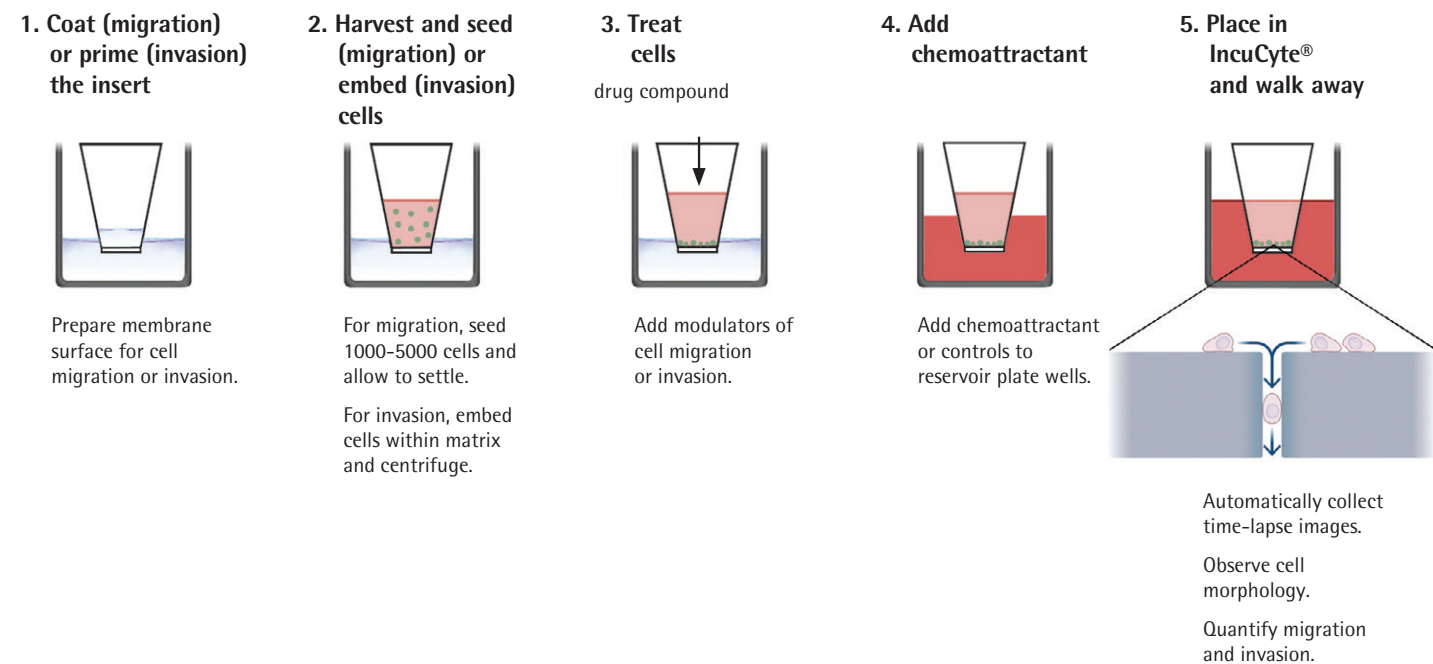 1. Coat (migration)
or prime (invasion)
the insert
Prepare membrane
surface for cell
migration or invasion.
2. Harvest and seed
(migration) or
embed (invasion)
cells
For migration, seed
1000-5000 cells and
allow to settle.
For invasion, embed
cells within matrix
and centrifuge.
3. Treat
cells
drug compound
Add modulators of
cell migration
or invasion.
4. Add
chemoattractant
Add chemoattractant
or controls to
reservoir plate wells.
5. Place in
IncuCyte®
and walk away
Automatically collect
time-lapse images.
Observe cell
morphology.
Quantify migration
and invasion.